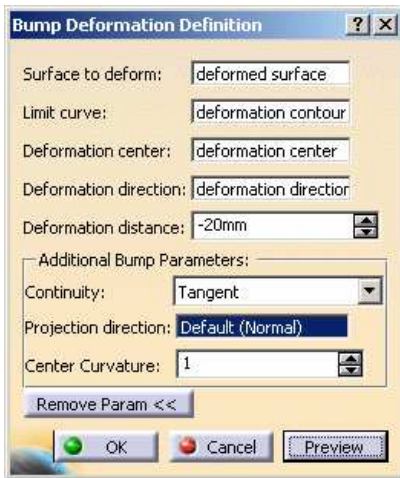 Bump Deformation Definition ? X
Surface to deform: deformed surface
Limit curve: deformation contour
Deformation center: deformation center
Deformation direction: deformation direction
Deformation distance: -20mm
Additional Bump Parameters:
Continuity: Tangent
Projection direction: Default (Normal)
Center Curvature: 1
Remove Param <<
OK Cancel Preview